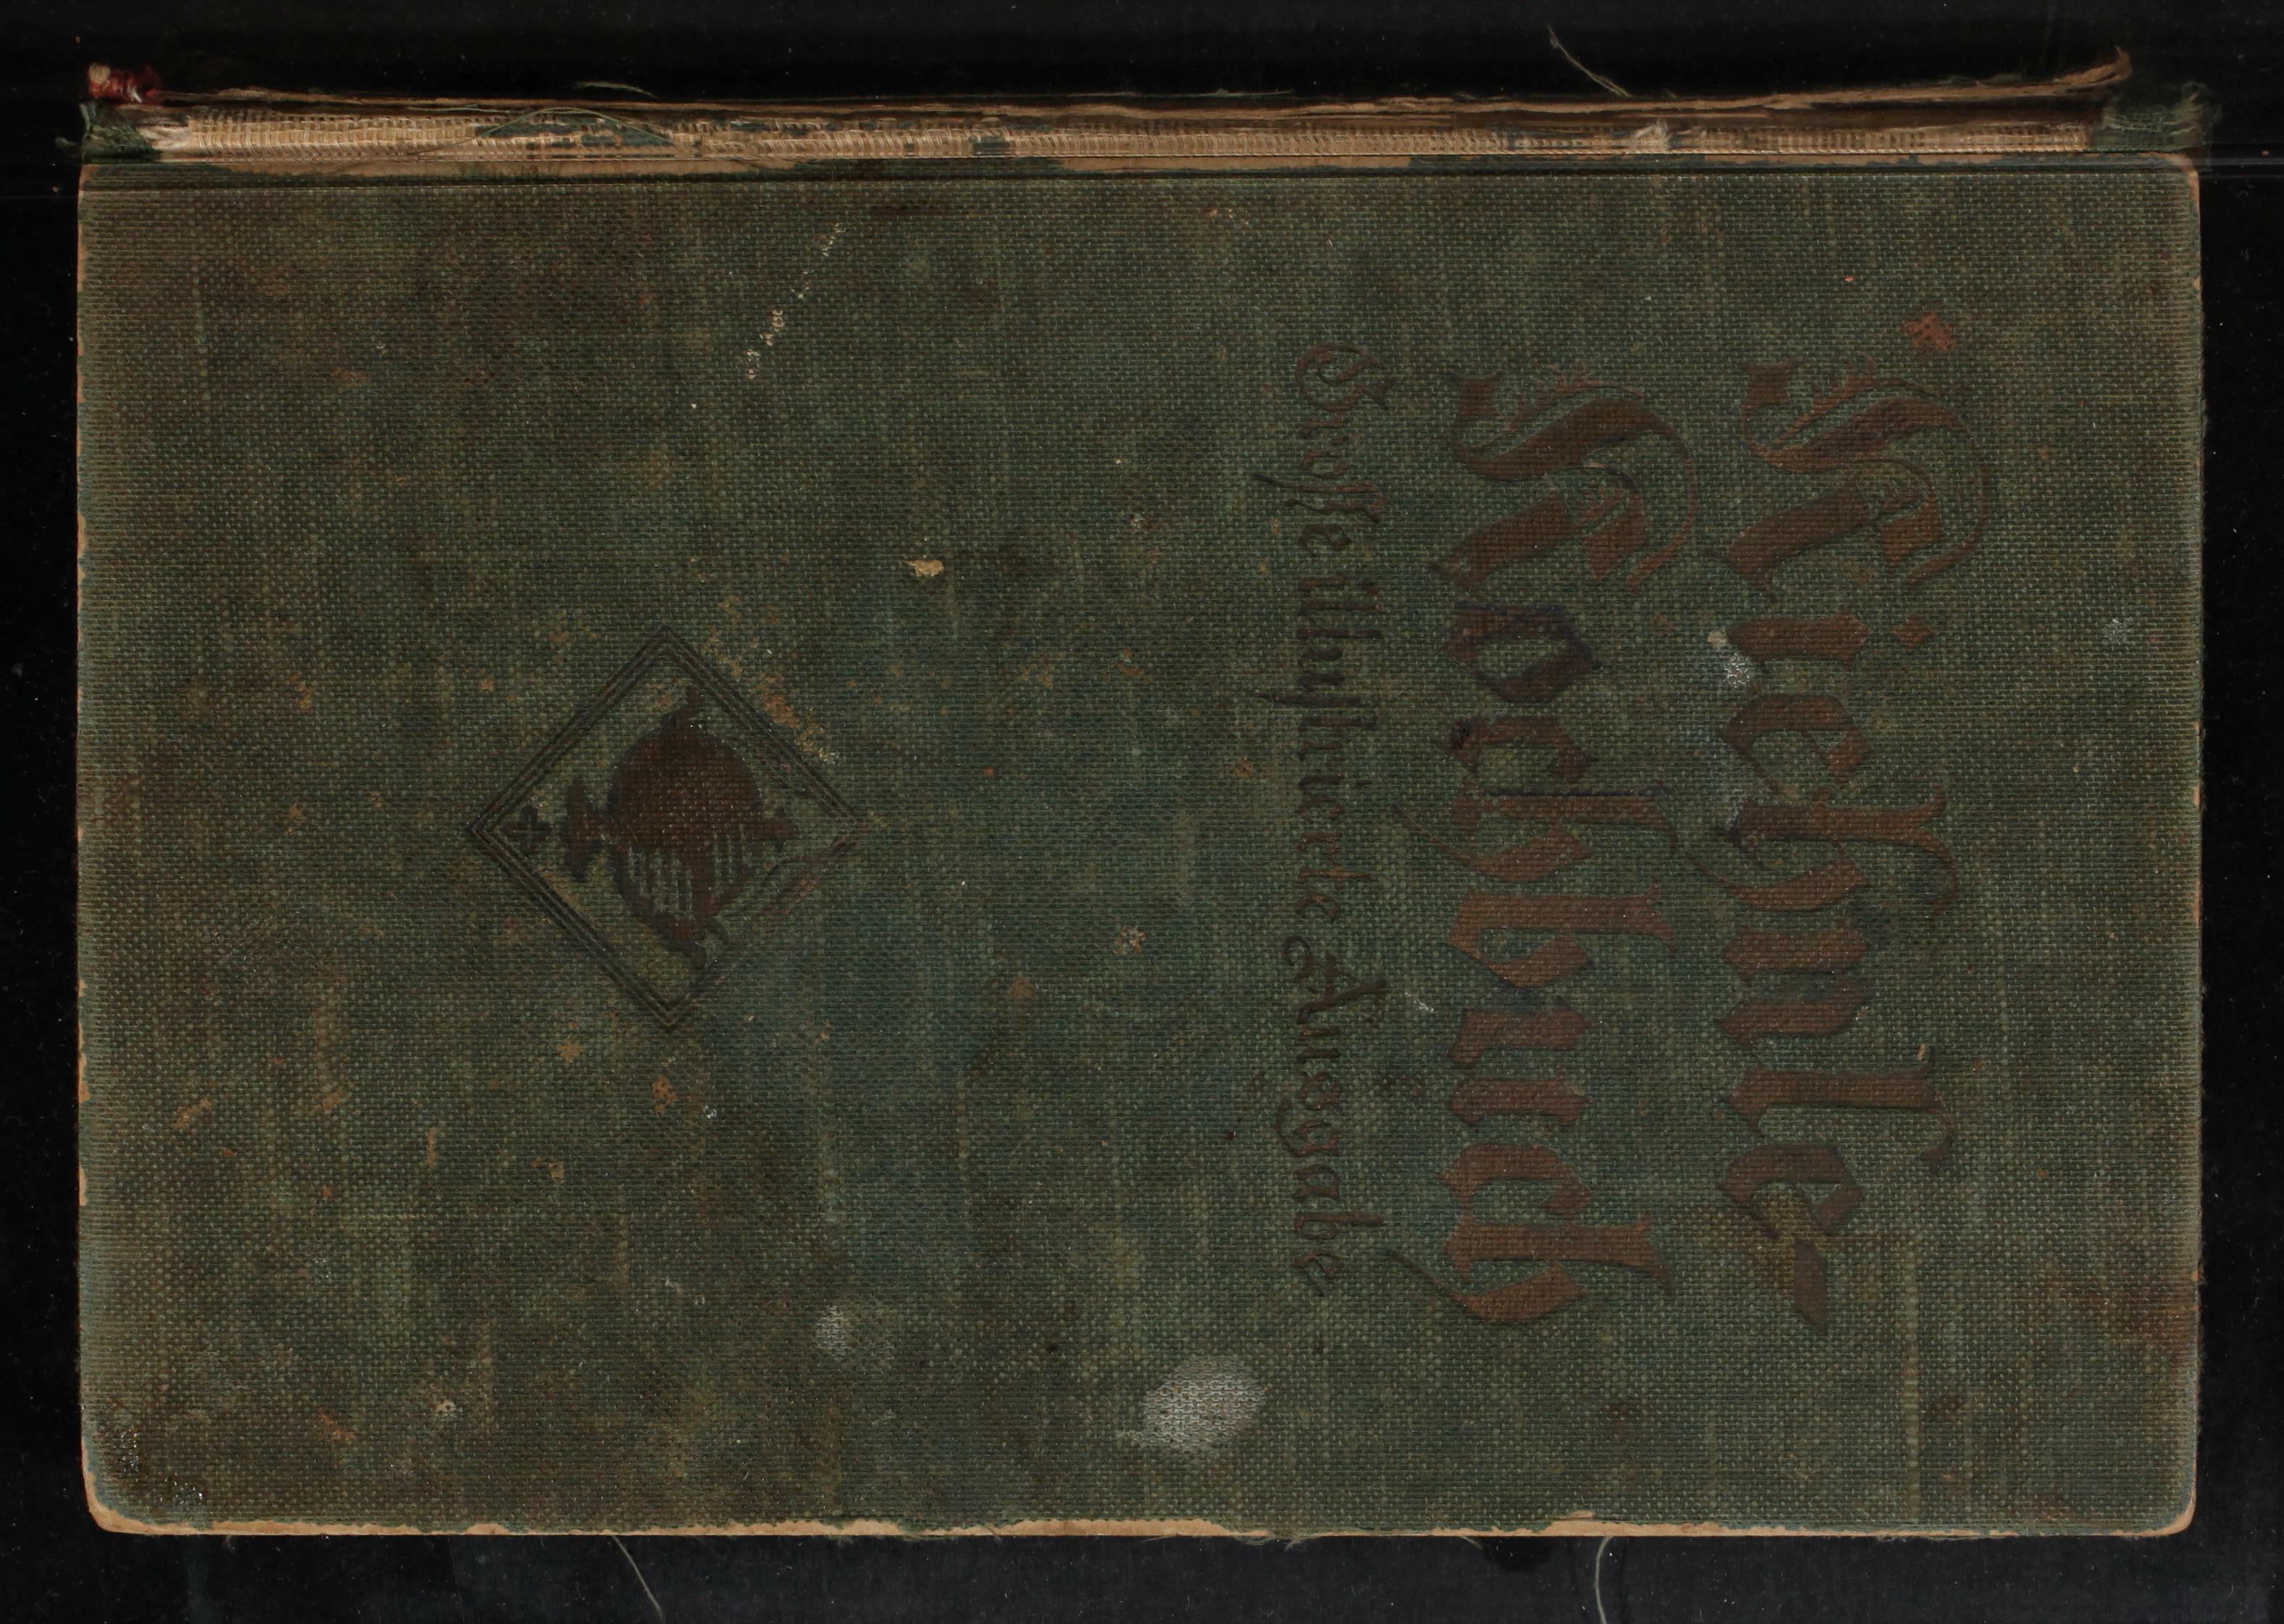 Kiehnle-
Kochbuch
Große illustrierte Ausgabe